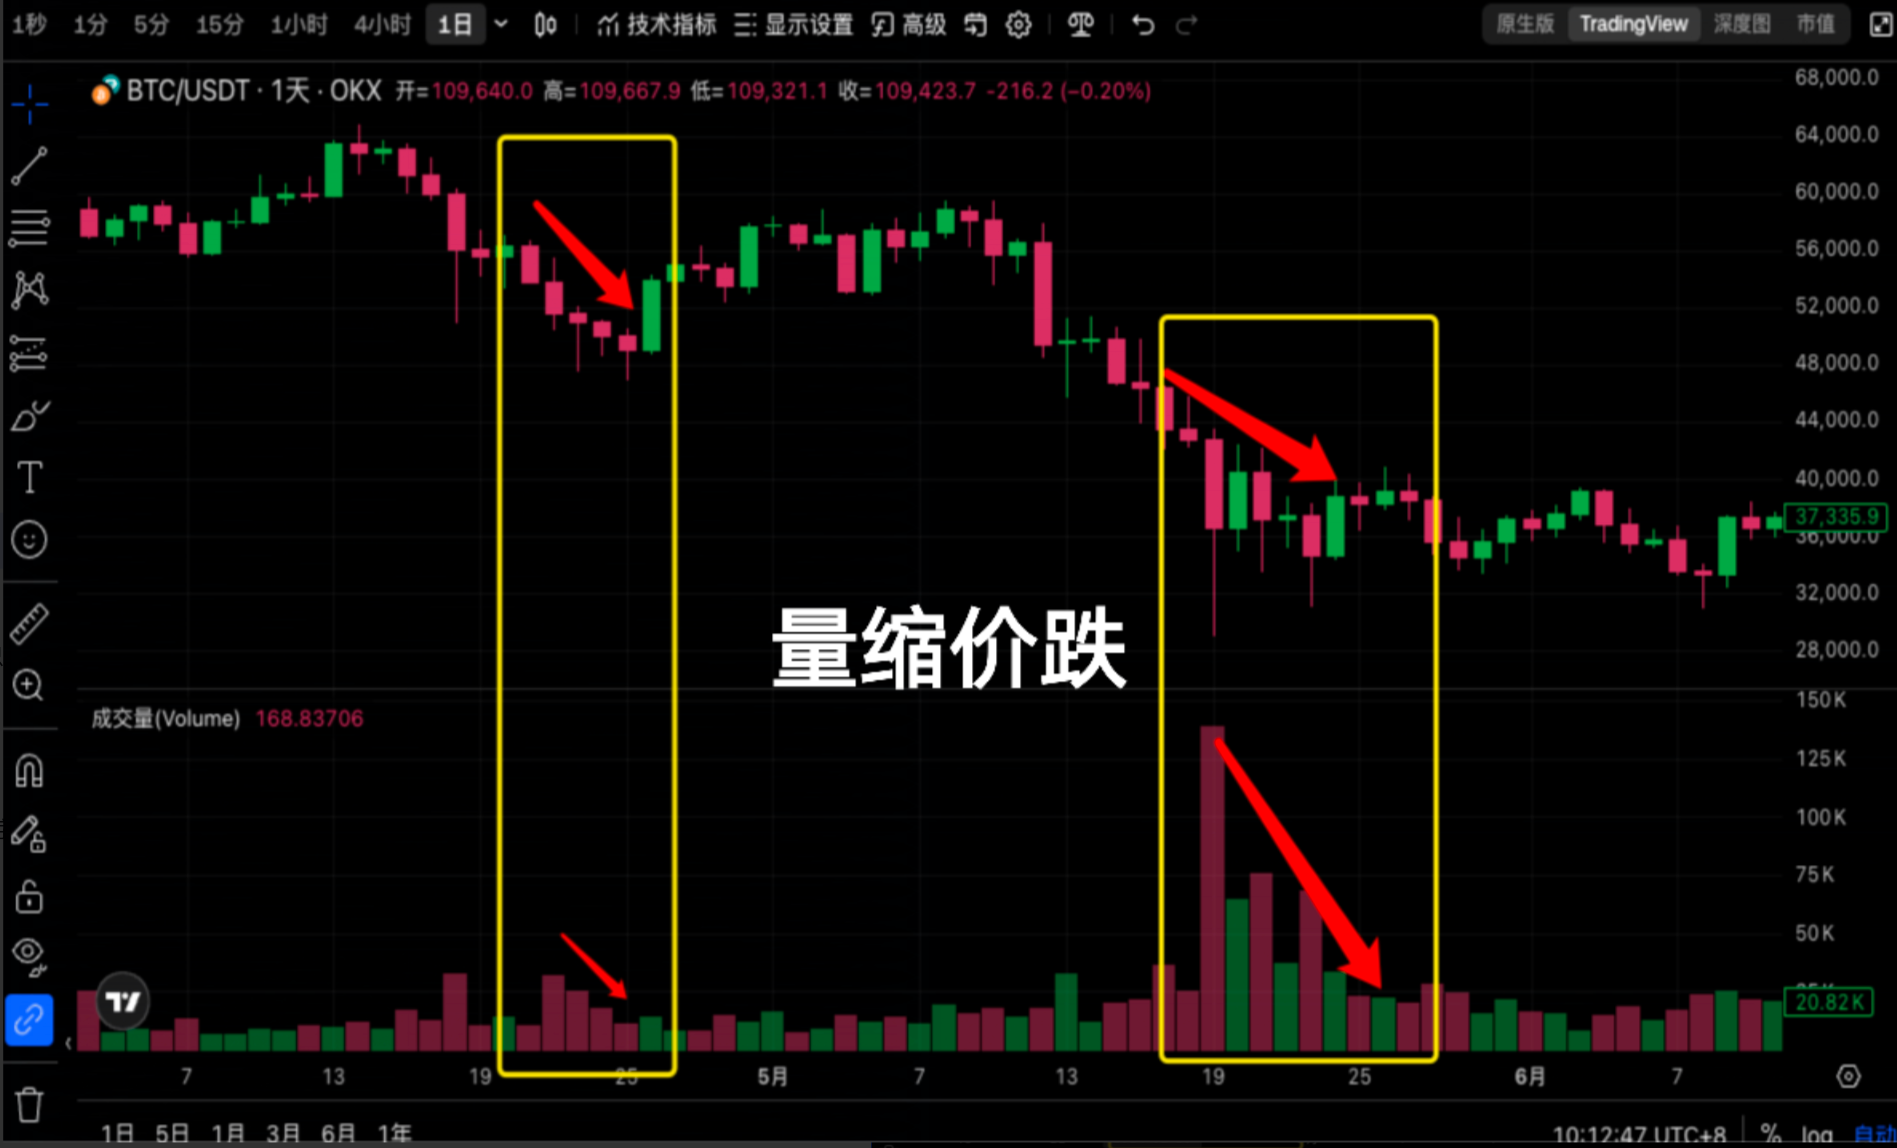 1秒 1分 5分 15分 1小时 4小时 1日 技术指标 显示设置 高级 原生版 TradingView 深度图 市值
BTC/USDT · 1天 · OKX 开=109,640.0 高=109,667.9 低=109,321.1 收=109,423.7 -216.2 (−0.20%)
68,000.0
64,000.0
60,000.0
56,000.0
52,000.0
48,000.0
44,000.0
40,000.0
37,335.9
36,000.0
32,000.0
28,000.0
量缩价跌
成交量(Volume) 168.83706
150K
125K
100K
75K
50K
25K
20.82K
7 13 19 25 5月 7 13 19 25 6月 7
1日 5日 1月 3月 6月 1年 10:12:47 UTC+8 % log 自动